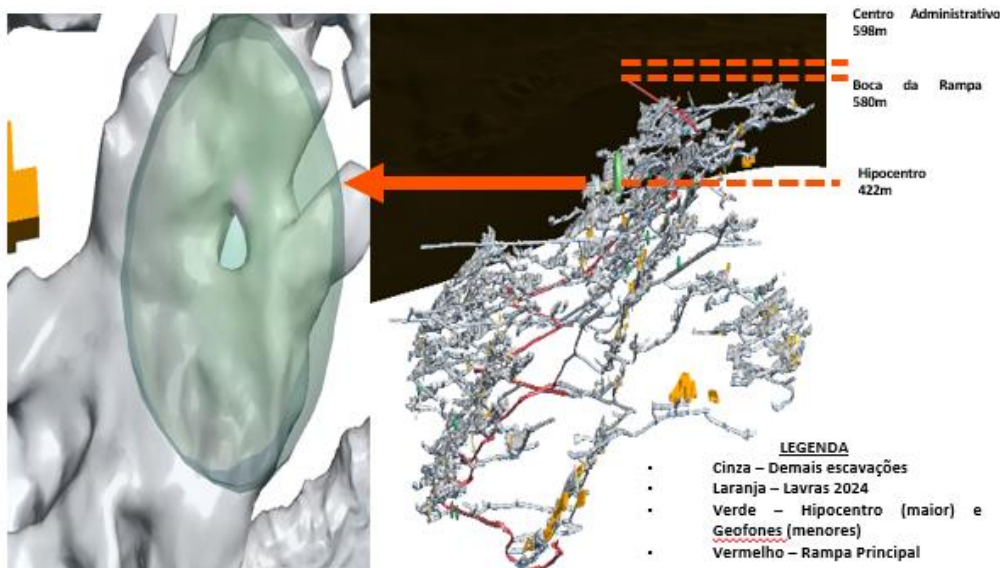 Centro Administrativo
598m
Boca da Rampa
580m
Hipocentro
422m
LEGENDA
▪ Cinza – Demais escavações
▪ Laranja – Lavras 2024
▪ Verde – Hipocentro (maior) e
Geofones (menores)
▪ Vermelho – Rampa Principal